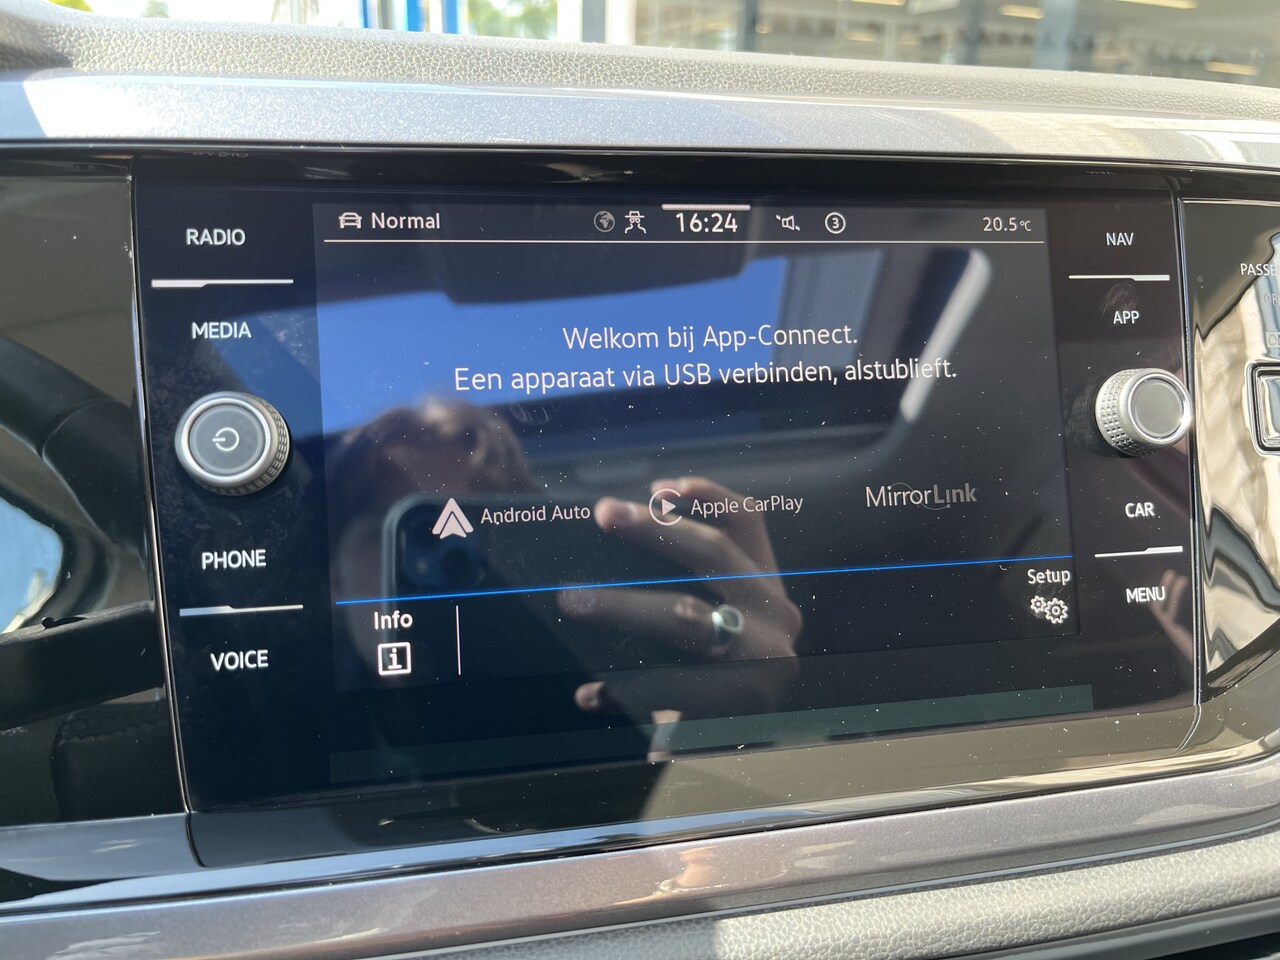 RADIO
MEDIA
PHONE
VOICE
Normal
16:24
3
20.5°C
Welkom bij App-Connect.
Een apparaat via USB verbinden, alstublieft.
Android Auto
Apple CarPlay
MirrorLink
Info
i
Setup
NAV
APP
CAR
MENU